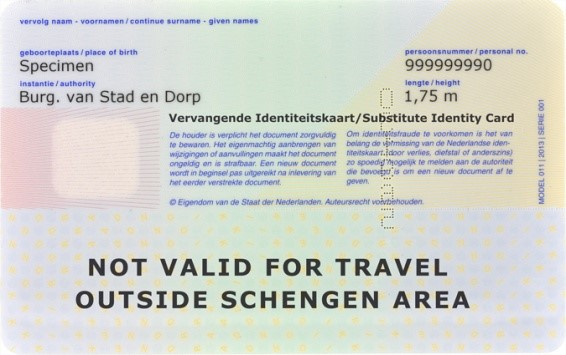 vervolg naam - voornamen / continue surname - given names
geboorteplaats / place of birth
persoonsnummer / personal no.
Specimen
999999990
instantie / authority
lengte / height
Burg. van Stad en Dorp
1,75 m
Vervangende Identiteitskaart/Substitute Identity Card
De houder is verplicht het document zorgvuldig
te bewaren. Het eigenmachtig aanbrengen van
wijzigingen of aanvullingen maakt het document
ongeldig en is strafbaar. Een nieuw document
wordt in beginsel pas uitgereikt na inlevering van
het eerder verstrekte document.
Om identiteitsfraude te voorkomen is het van
belang de vermissing van de Nederlandse iden-
titeitskaart (door verlies, diefstal of anderszins)
zo spoedig mogelijk te melden aan de autoriteit
die bevoegd is om een nieuw document af te
geven.
© Eigendom van de Staat der Nederlanden. Auteursrecht voorbehouden.
MODEL 011 | 2013 | SERIE 001
NOT VALID FOR TRAVEL
OUTSIDE SCHENGEN AREA